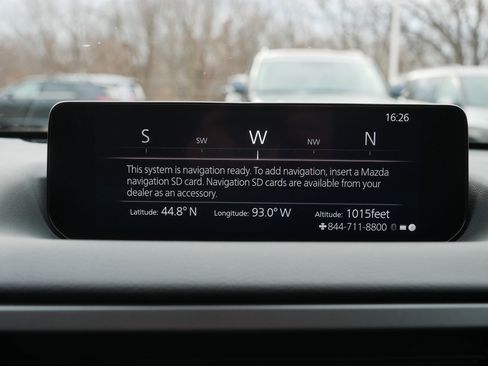 16:26
S SW W NW N
This system is navigation ready. To add navigation, insert a Mazda
navigation SD card. Navigation SD cards are available from your
dealer as an accessory.
Latitude: 44.8° N Longitude: 93.0° W Altitude: 1015feet
844-711-8800